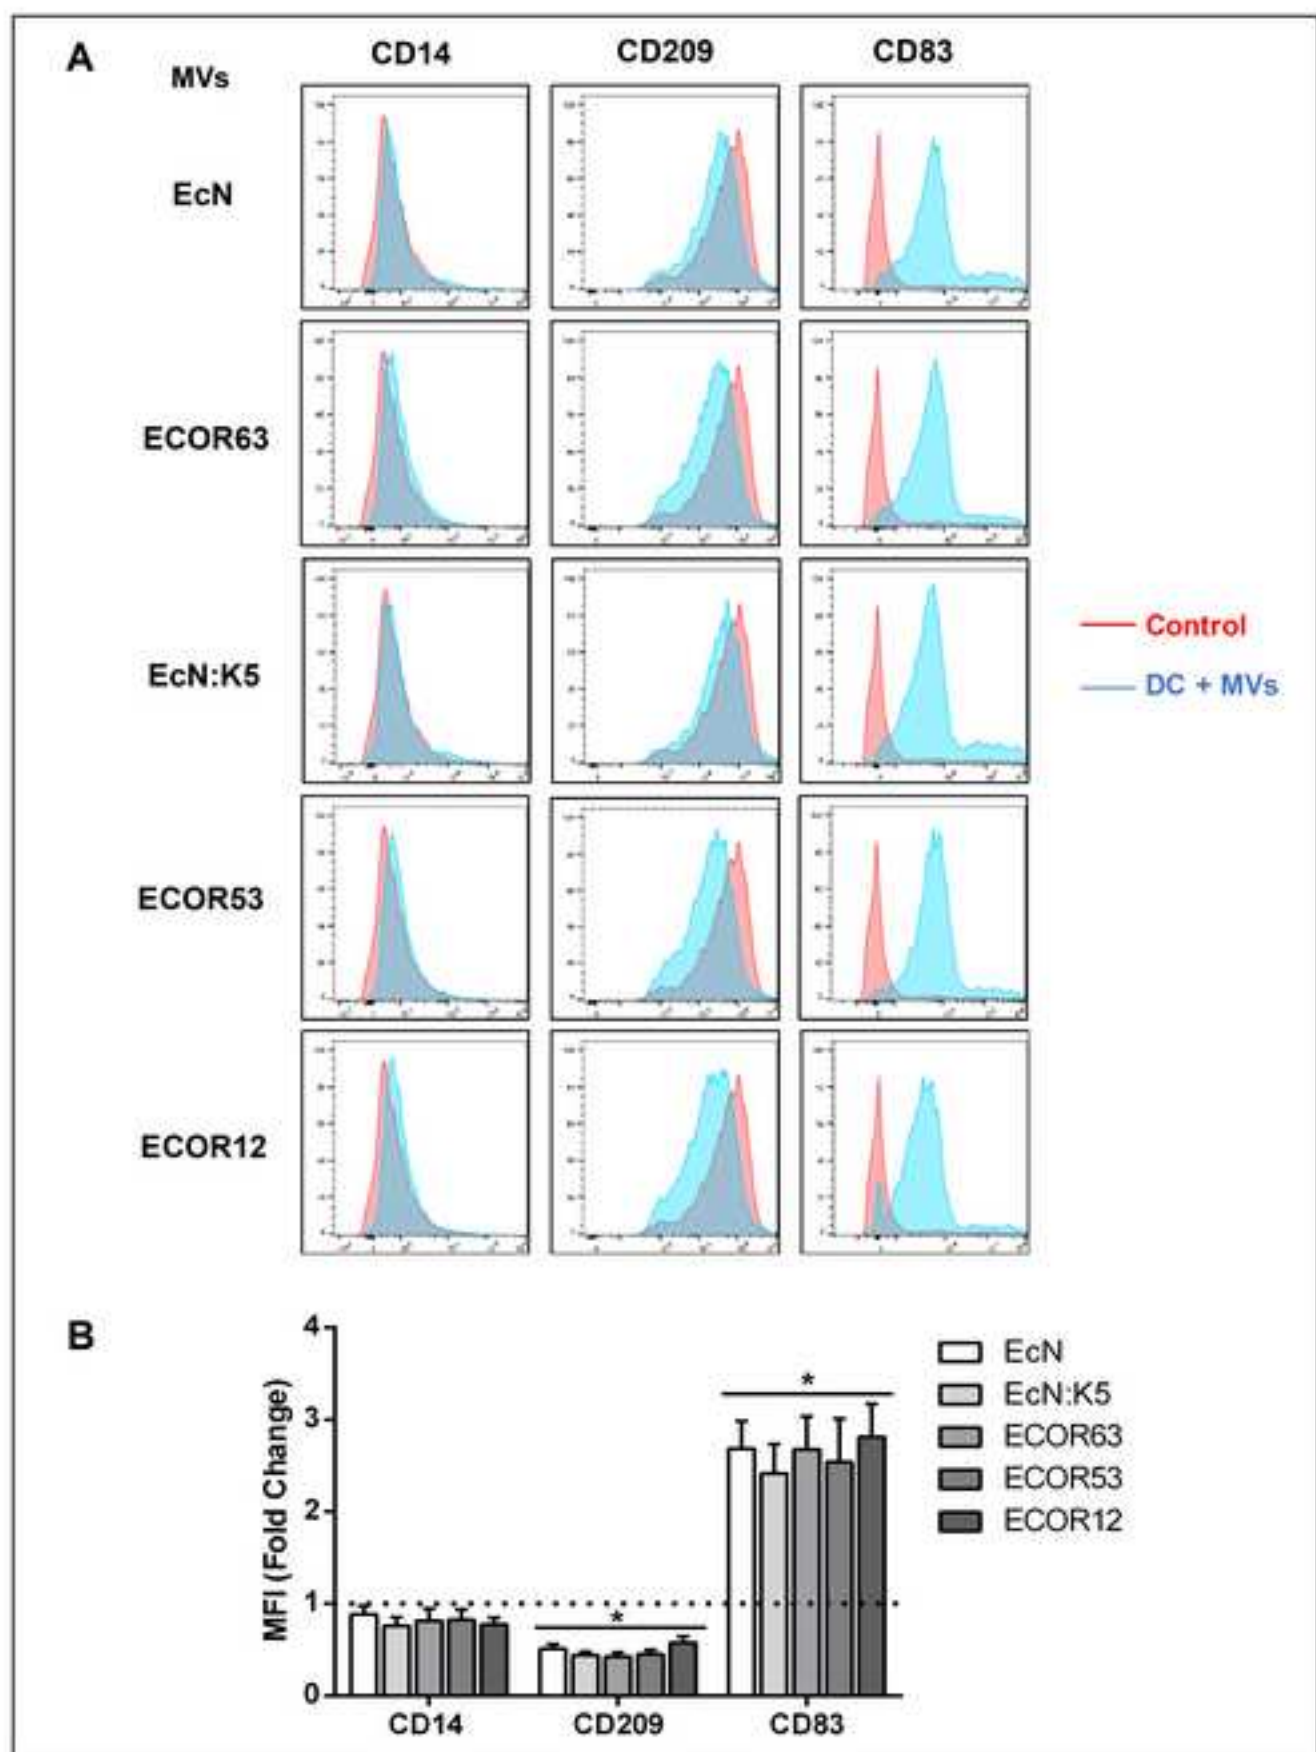 A
CD14
CD209
CD83
MVs
EcN
ECOR63
EcN:K5
Control
DC + MVs
ECOR53
ECOR12
B
MFI (Fold Change)
4
3
2
1
0
*
*
CD14
CD209
CD83
EcN
EcN:K5
ECOR63
ECOR53
ECOR12